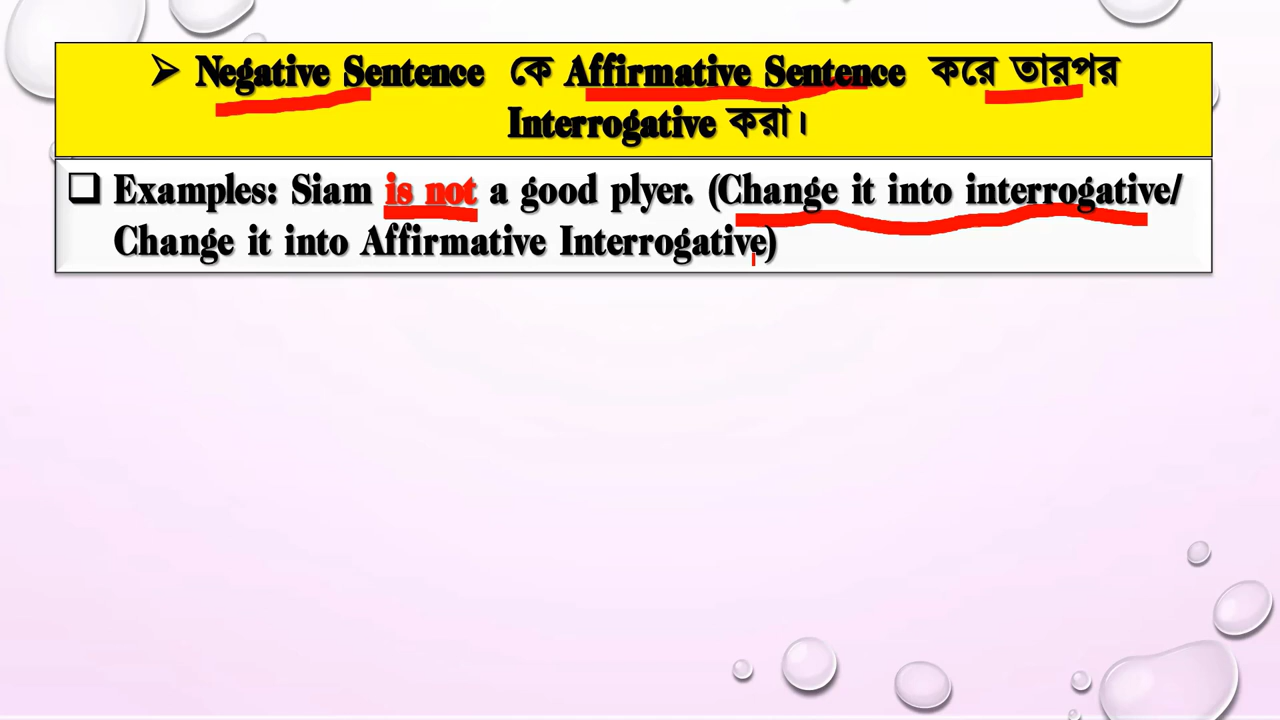 ➢ Negative Sentence কে Affirmative Sentence করে তারপর
Interrogative করা।
❑ Examples: Siam is not a good plyer. (Change it into interrogative/
Change it into Affirmative Interrogative)